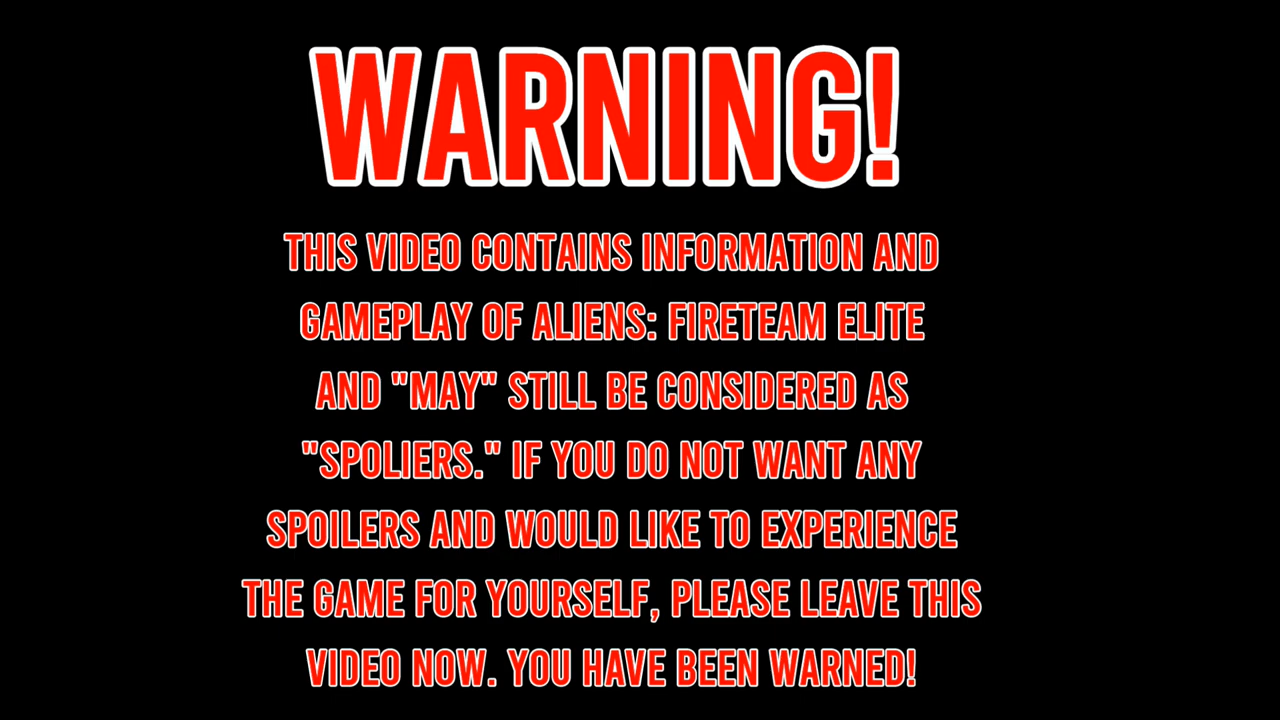 WARNING!
THIS VIDEO CONTAINS INFORMATION AND
GAMEPLAY OF ALIENS: FIRETEAM ELITE
AND "MAY" STILL BE CONSIDERED AS
"SPOLIERS." IF YOU DO NOT WANT ANY
SPOILERS AND WOULD LIKE TO EXPERIENCE
THE GAME FOR YOURSELF, PLEASE LEAVE THIS
VIDEO NOW. YOU HAVE BEEN WARNED!